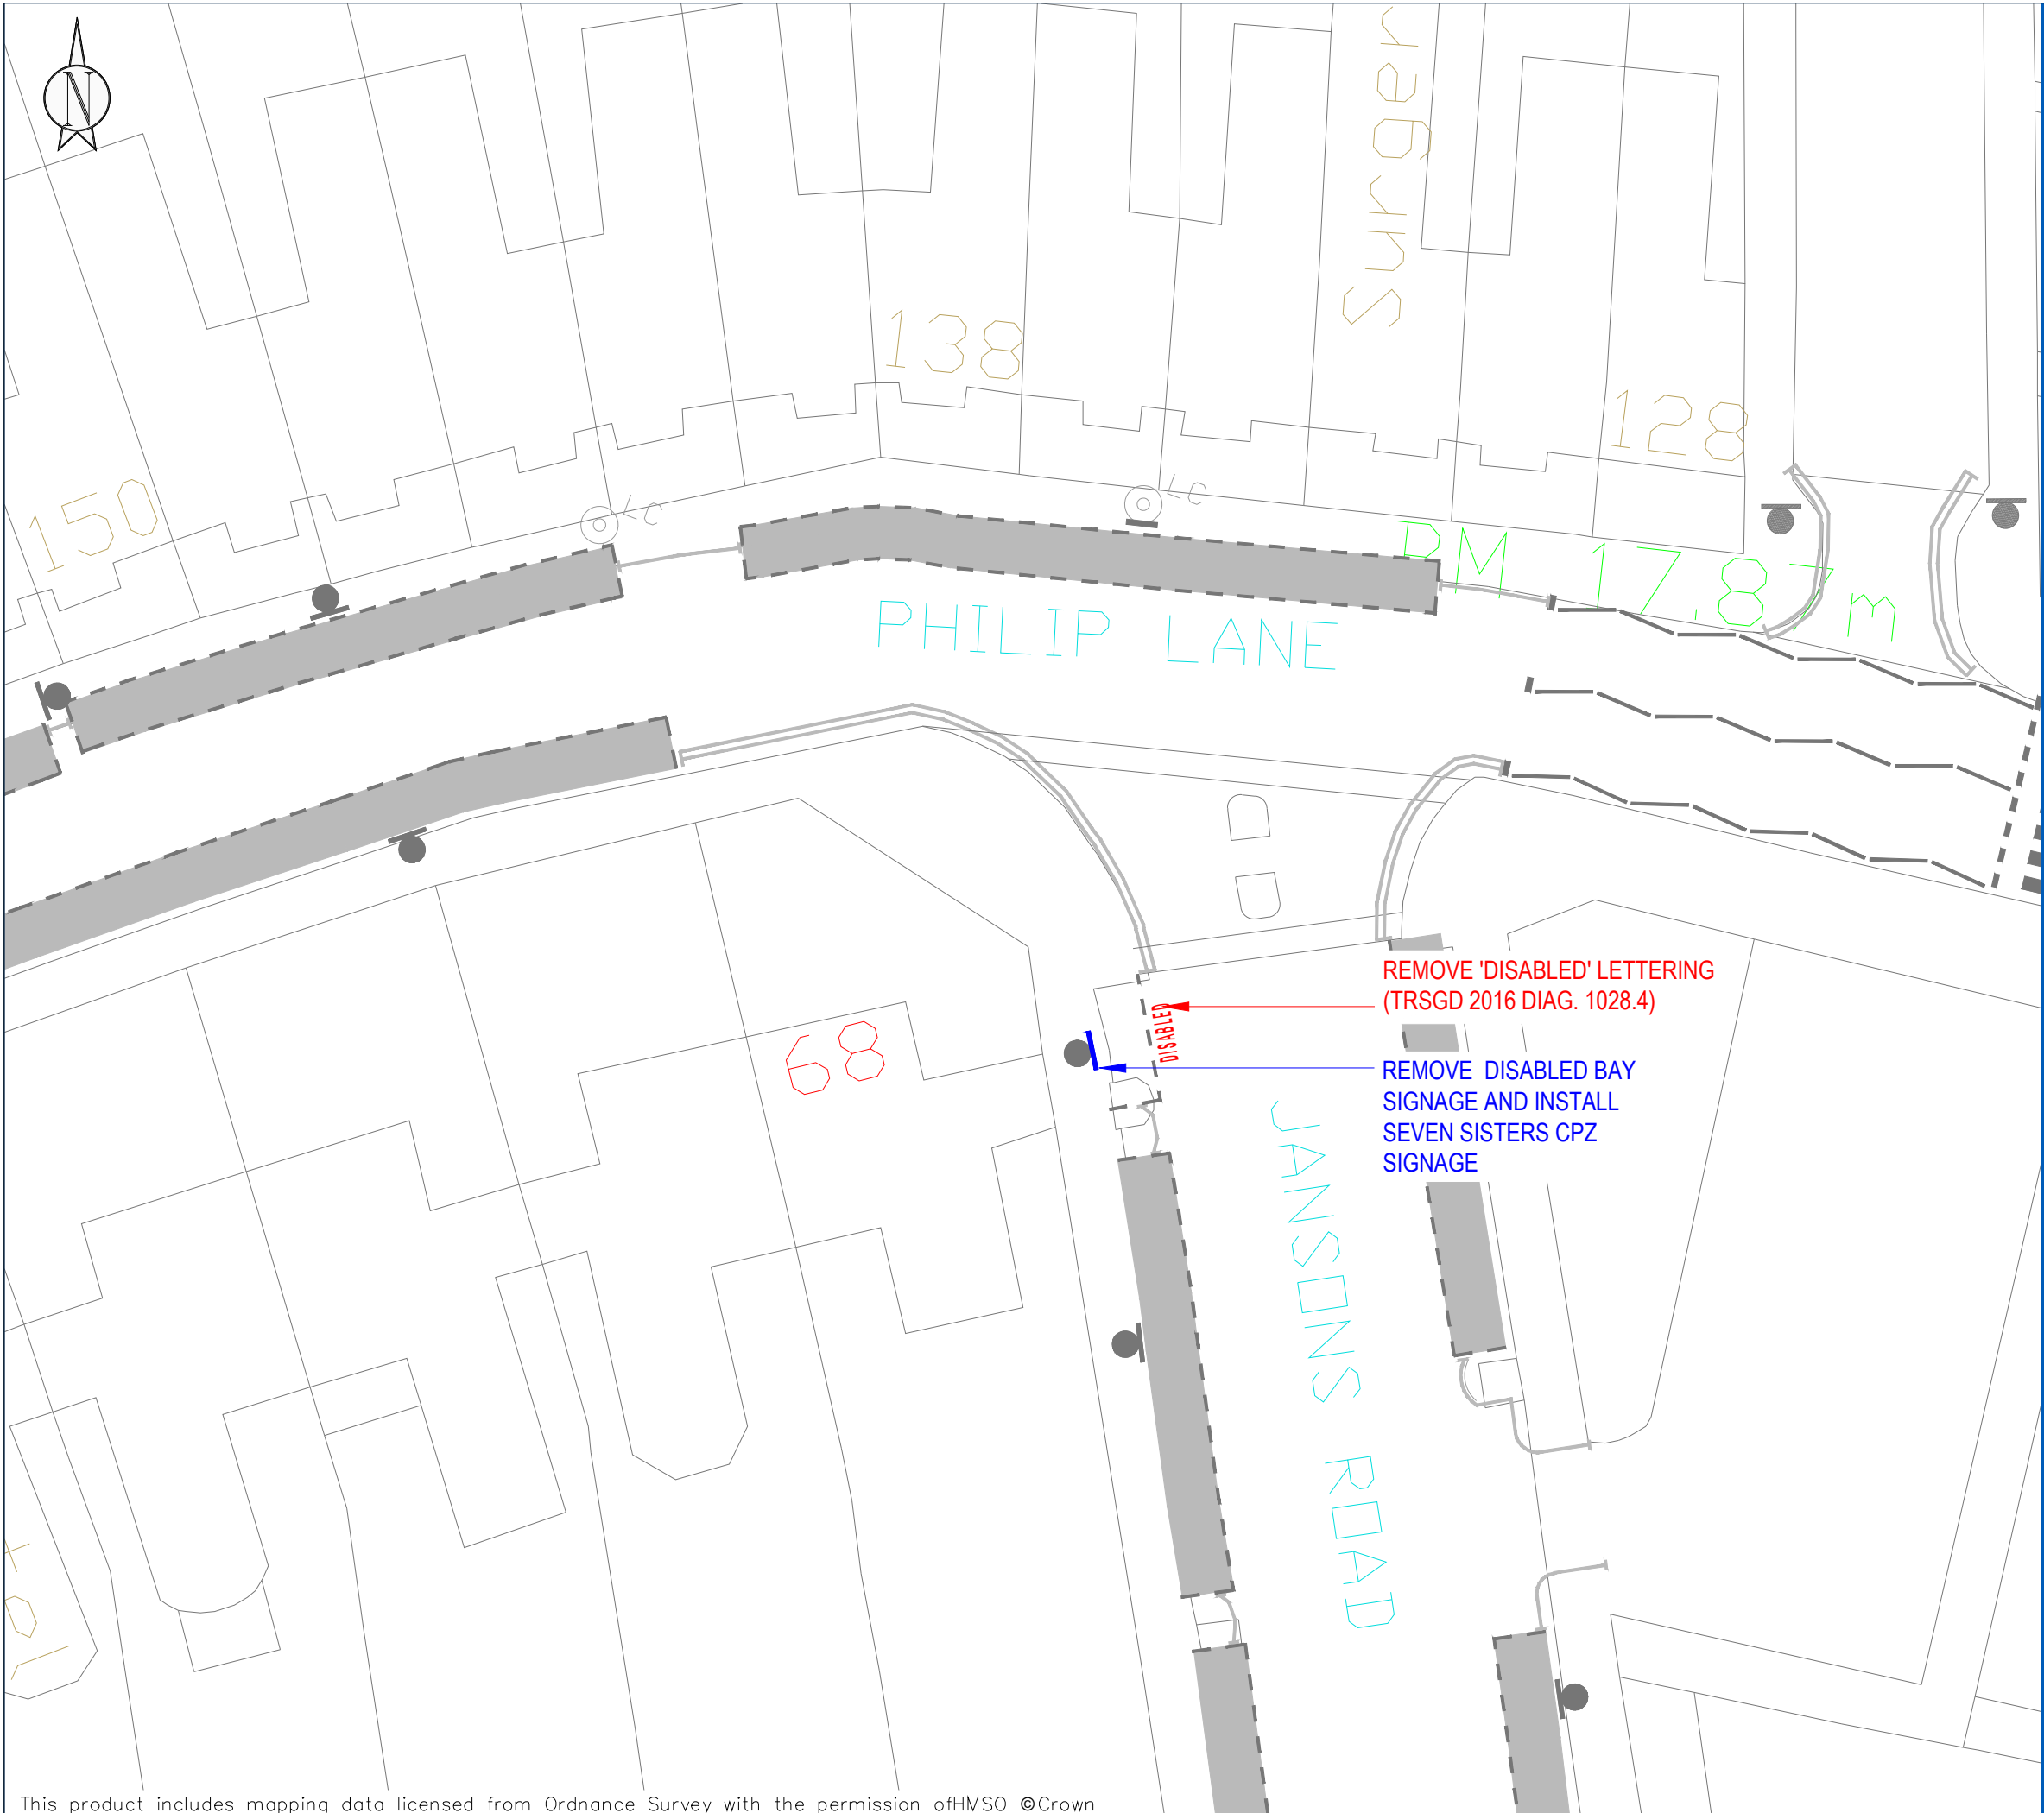 N
Surger
138
128
150
LC
LC
BM 17.87m
PHILIP LANE
REMOVE 'DISABLED' LETTERING
(TRSGD 2016 DIAG. 1028.4)
DISABLED
68
REMOVE DISABLED BAY
SIGNAGE AND INSTALL
SEVEN SISTERS CPZ
SIGNAGE
JANSONS ROAD
This product includes mapping data licensed from Ordnance Survey with the permission ofHMSO ©Crown